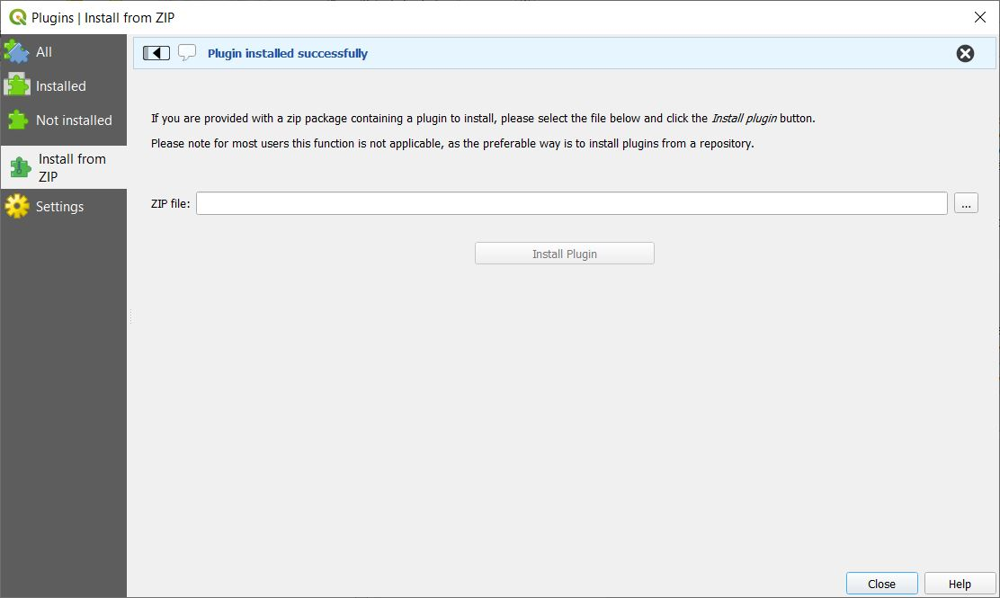 Plugins | Install from ZIP
All
Installed
Not installed
Install from
ZIP
Settings
Plugin installed successfully
If you are provided with a zip package containing a plugin to install, please select the file below and click the Install plugin button.
Please note for most users this function is not applicable, as the preferable way is to install plugins from a repository.
ZIP file:
...
Install Plugin
Close
Help